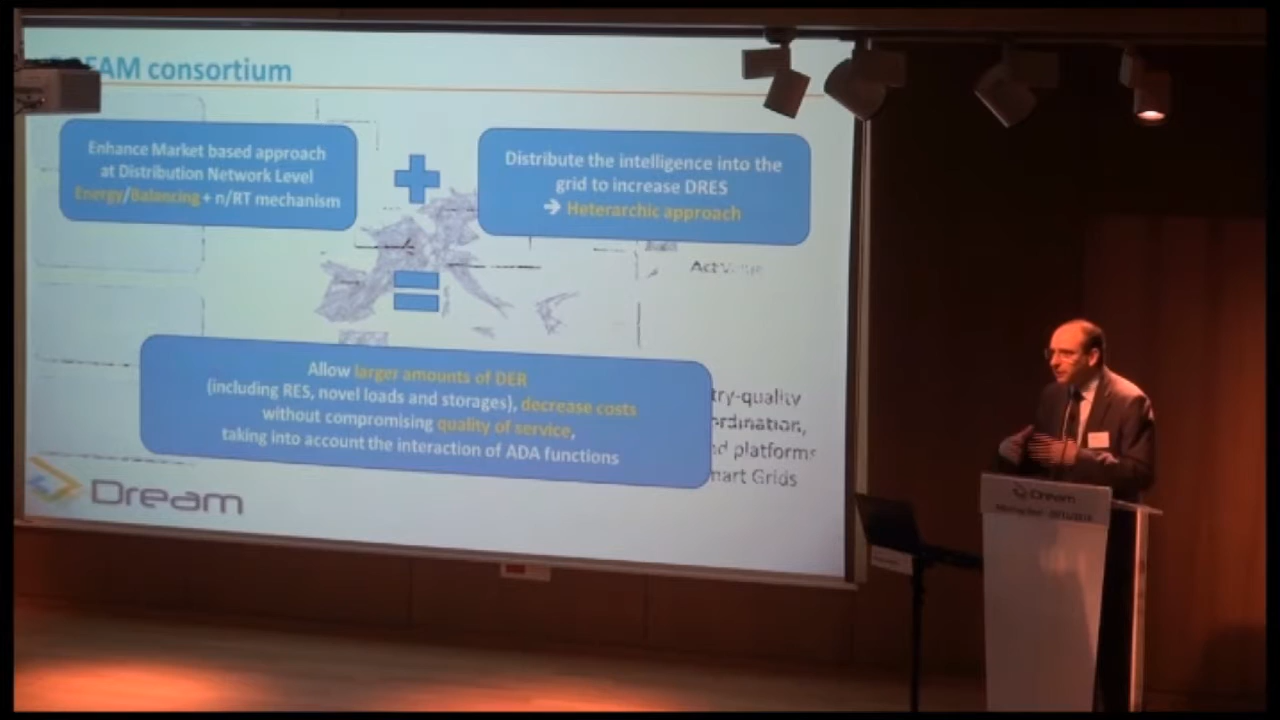 consortium
Enhance Market based approach
at Distribution Network Level
Energy/Balancing + n/RT mechanism
Distribute the intelligence into the
grid to increase DRES
➔ Heterarchic approach
Allow larger amounts of DER
(including RES, novel loads and storages), decrease costs
without compromising quality of service,
taking into account the interaction of ADA functions
try-quality
rdination,
d platforms
mart Grids
Dream
Dream